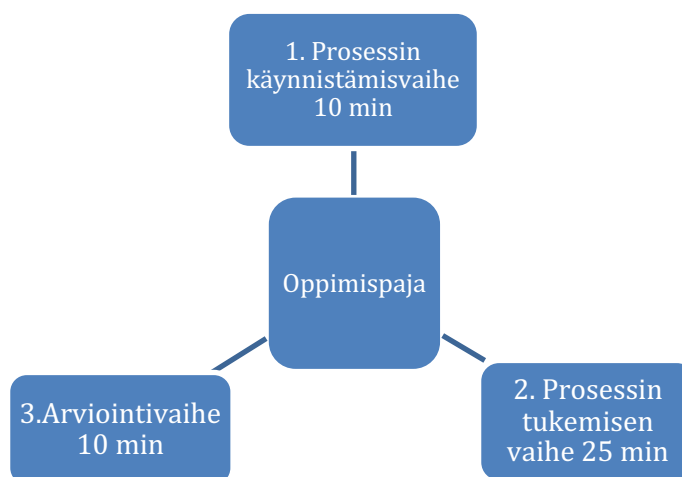 1. Prosessin
käynnistämisvaihe
10 min
Oppimispaja
3.Arviointivaihe
10 min
2. Prosessin
tukemisen
vaihe 25 min